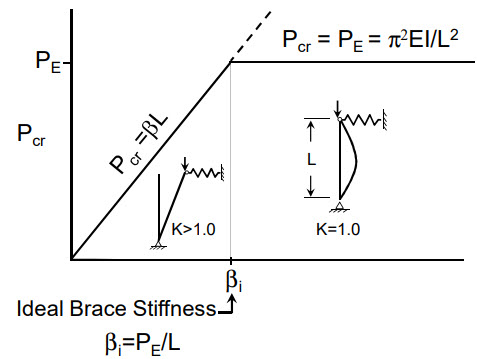 P_cr = P_E = π²EI/L²
P_E
P_cr =βL
P_cr
L
K>1.0
K=1.0
β_i
Ideal Brace Stiffness
β_i=P_E/L